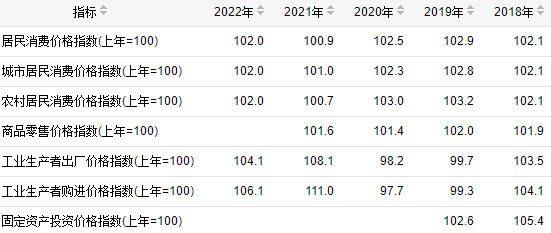 指标 2022年 2021年 2020年 2019年 2018年
居民消费价格指数(上年=100) 102.0 100.9 102.5 102.9 102.1
城市居民消费价格指数(上年=100) 102.0 101.0 102.3 102.8 102.1
农村居民消费价格指数(上年=100) 102.0 100.7 103.0 103.2 102.1
商品零售价格指数(上年=100) 101.6 101.4 102.0 101.9
工业生产者出厂价格指数(上年=100) 104.1 108.1 98.2 99.7 103.5
工业生产者购进价格指数(上年=100) 106.1 111.0 97.7 99.3 104.1
固定资产投资价格指数(上年=100) 102.6 105.4